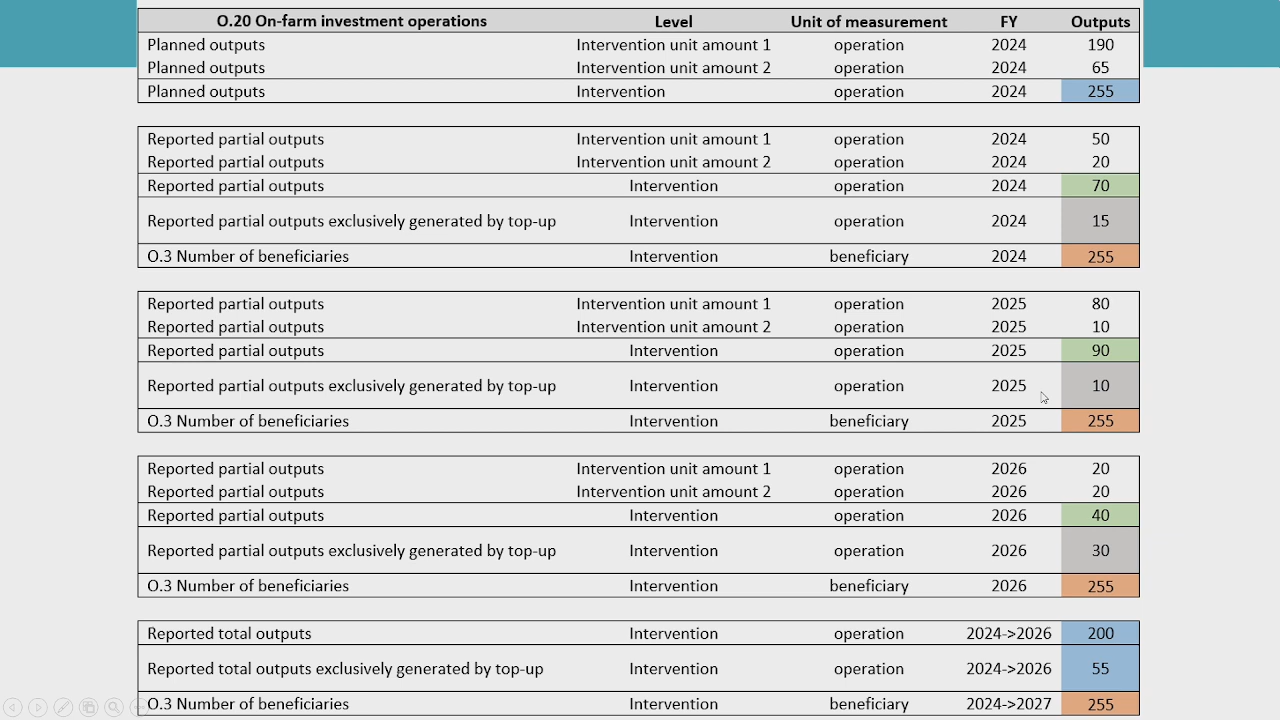 O.20 On-farm investment operations Level Unit of measurement FY Outputs
Planned outputs Intervention unit amount 1 operation 2024 190
Planned outputs Intervention unit amount 2 operation 2024 65
Planned outputs Intervention operation 2024 255
Reported partial outputs Intervention unit amount 1 operation 2024 50
Reported partial outputs Intervention unit amount 2 operation 2024 20
Reported partial outputs Intervention operation 2024 70
Reported partial outputs exclusively generated by top-up Intervention operation 2024 15
O.3 Number of beneficiaries Intervention beneficiary 2024 255
Reported partial outputs Intervention unit amount 1 operation 2025 80
Reported partial outputs Intervention unit amount 2 operation 2025 10
Reported partial outputs Intervention operation 2025 90
Reported partial outputs exclusively generated by top-up Intervention operation 2025 10
O.3 Number of beneficiaries Intervention beneficiary 2025 255
Reported partial outputs Intervention unit amount 1 operation 2026 20
Reported partial outputs Intervention unit amount 2 operation 2026 20
Reported partial outputs Intervention operation 2026 40
Reported partial outputs exclusively generated by top-up Intervention operation 2026 30
O.3 Number of beneficiaries Intervention beneficiary 2026 255
Reported total outputs Intervention operation 2024->2026 200
Reported total outputs exclusively generated by top-up Intervention operation 2024->2026 55
O.3 Number of beneficiaries Intervention beneficiary 2024->2027 255